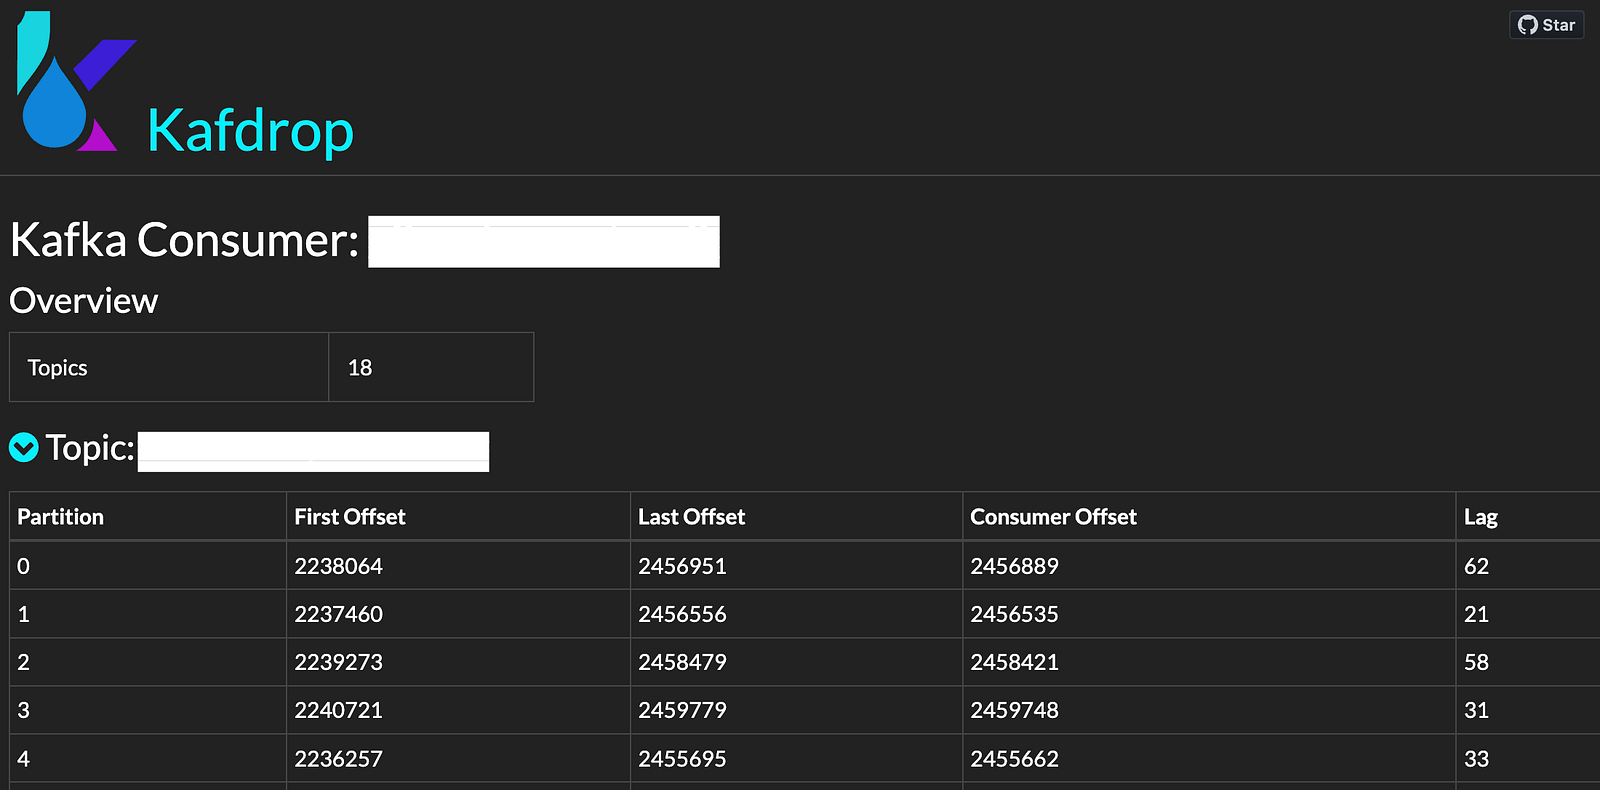 Star
Kafdrop
Kafka Consumer:
Overview
Topics 18
Topic:
Partition First Offset Last Offset Consumer Offset Lag
0 2238064 2456951 2456889 62
1 2237460 2456556 2456535 21
2 2239273 2458479 2458421 58
3 2240721 2459779 2459748 31
4 2236257 2455695 2455662 33